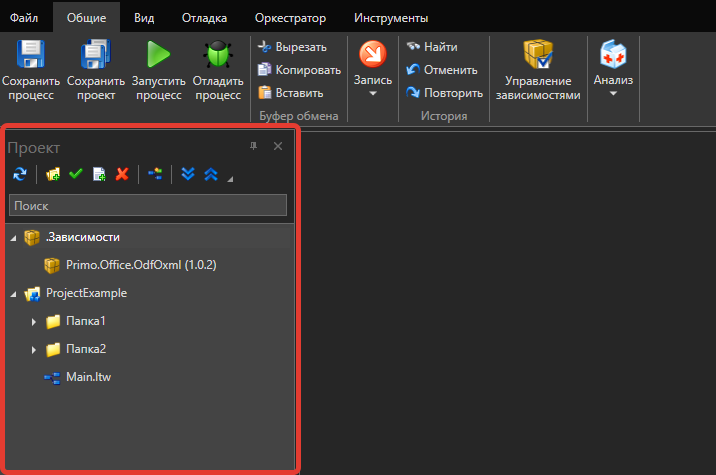 Файл Общие Вид Отладка Оркестратор Инструменты
Сохранить процесс
Сохранить проект
Запустить процесс
Отладить процесс
Вырезать
Копировать
Вставить
Буфер обмена
Запись
Найти
Отменить
Повторить
История
Управление зависимостями
Анализ
Проект
Поиск
.Зависимости
Primo.Office.OdfOxml (1.0.2)
ProjectExample
Папка1
Папка2
Main.ltw